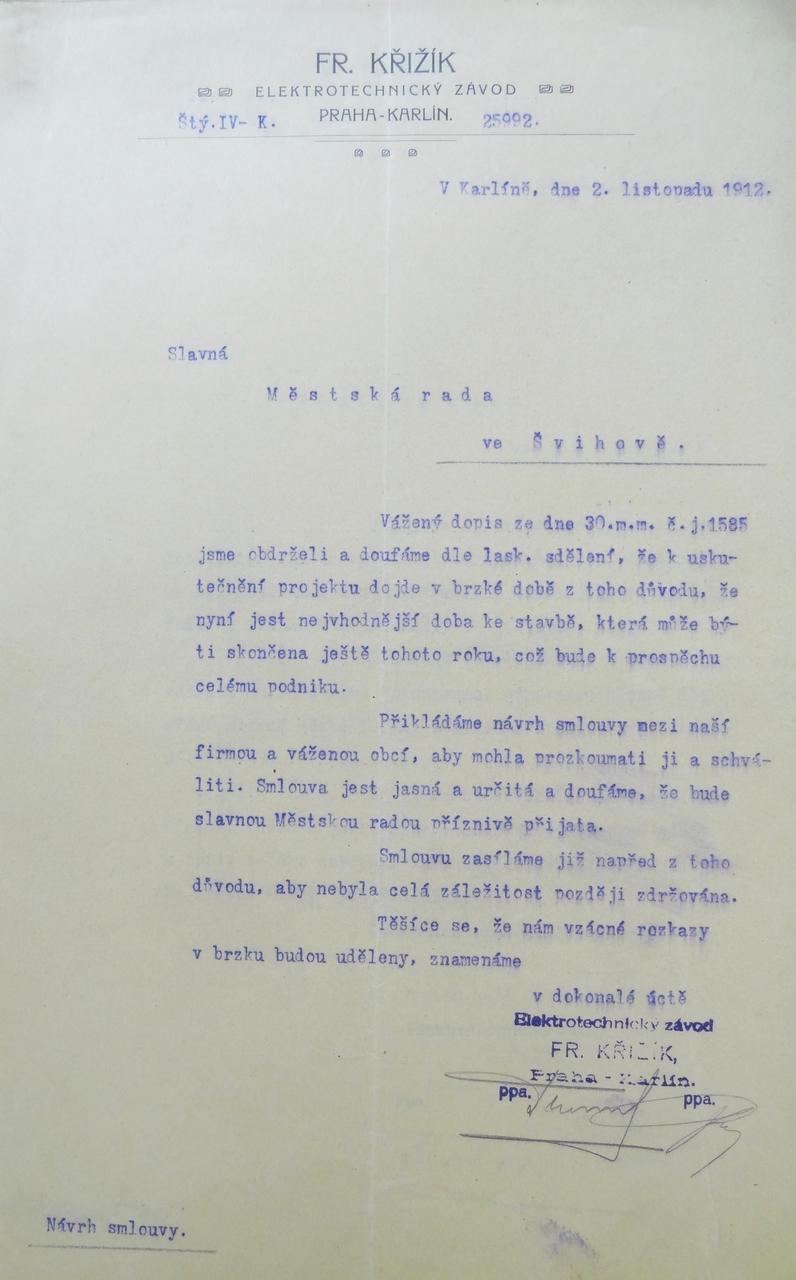 FR. KŘIŽÍK
ELEKTROTECHNICKÝ ZÁVOD
Štý.IV- K. PRAHA-KARLÍN. 25992.
V Karlíně, dne 2. listopadu 1912.
Slavná
Městská rada
ve Švihově.
Vážený dopis ze dne 30.m.m. č.j.1585
jsme obdrželi a doufáme dle lask. sdělení, že k usku-
tečnění projektu dojde v brzké době z toho důvodu, že
nyní jest nejvhodnější doba ke stavbě, která může bý-
ti skončena ještě tohoto roku, což bude k prospěchu
celému podniku.
Přikládáme návrh smlouvy mezi naší
firmou a váženou obcí, aby mohla prozkoumati ji a schvá-
liti. Smlouva jest jasná a určitá a doufáme, že bude
slavnou Městskou radou příznivě přijata.
Smlouvu zasíláme již napřed z toho
důvodu, aby nebyla celá záležitost později zdržována.
Těšíce se, že nám vzácné rozkazy
v brzku budou uděleny, znamenáme
v dokonalé úctě
Elektrotechnický závod
FR. KŘIŽÍK,
Praha - Karlín.
ppa. ppa.
Návrh smlouvy.